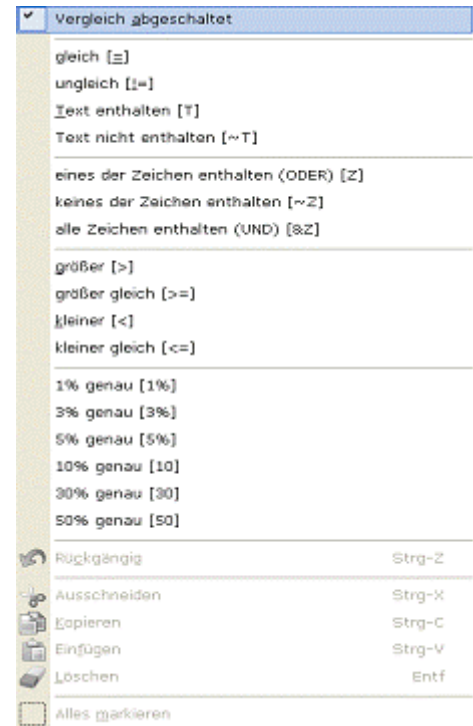 Vergleich abgeschaltet
gleich [=]
ungleich [!=]
Text enthalten [T]
Text nicht enthalten [~T]
eines der Zeichen enthalten (ODER) [Z]
keines der Zeichen enthalten [~Z]
alle Zeichen enthalten (UND) [&Z]
größer [>]
größer gleich [>=]
kleiner [<]
kleiner gleich [<=]
1% genau [1%]
3% genau [3%]
5% genau [5%]
10% genau [10]
30% genau [30]
50% genau [50]
Rückgängig Strg-Z
Ausschneiden Strg-X
Kopieren Strg-C
Einfügen Strg-V
Löschen Entf
Alles markieren